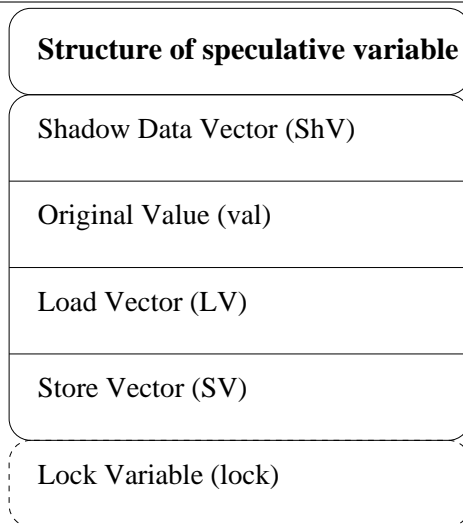 Structure of speculative variable
Shadow Data Vector (ShV)
Original Value (val)
Load Vector (LV)
Store Vector (SV)
Lock Variable (lock)